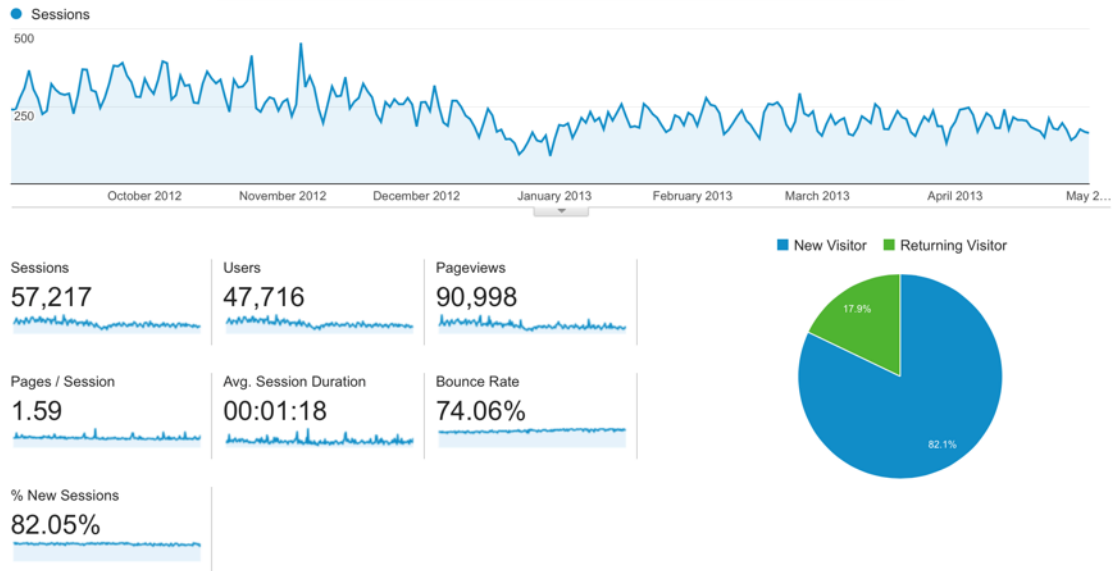 Sessions
500
250
October 2012 November 2012 December 2012 January 2013 February 2013 March 2013 April 2013 May 2…
New Visitor Returning Visitor
Sessions Users Pageviews
57,217 47,716 90,998
17.9%
Pages / Session Avg. Session Duration Bounce Rate
1.59 00:01:18 74.06%
82.1%
% New Sessions
82.05%